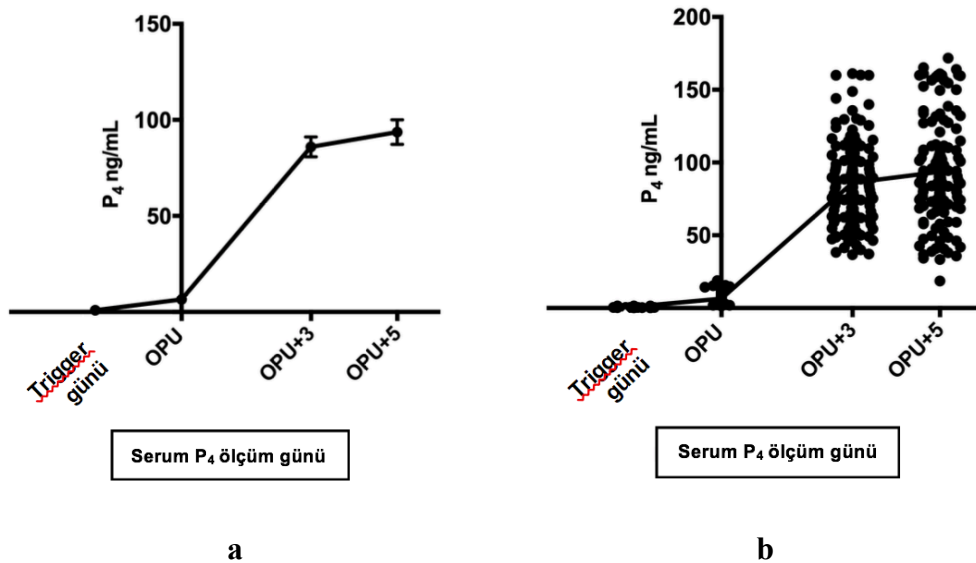 150
100
50
P₄ ng/mL
Trigger
günü
OPU
OPU+3
OPU+5
Serum P₄ ölçüm günü
a
200
150
100
50
P₄ ng/mL
Trigger
günü
OPU
OPU+3
OPU+5
Serum P₄ ölçüm günü
b